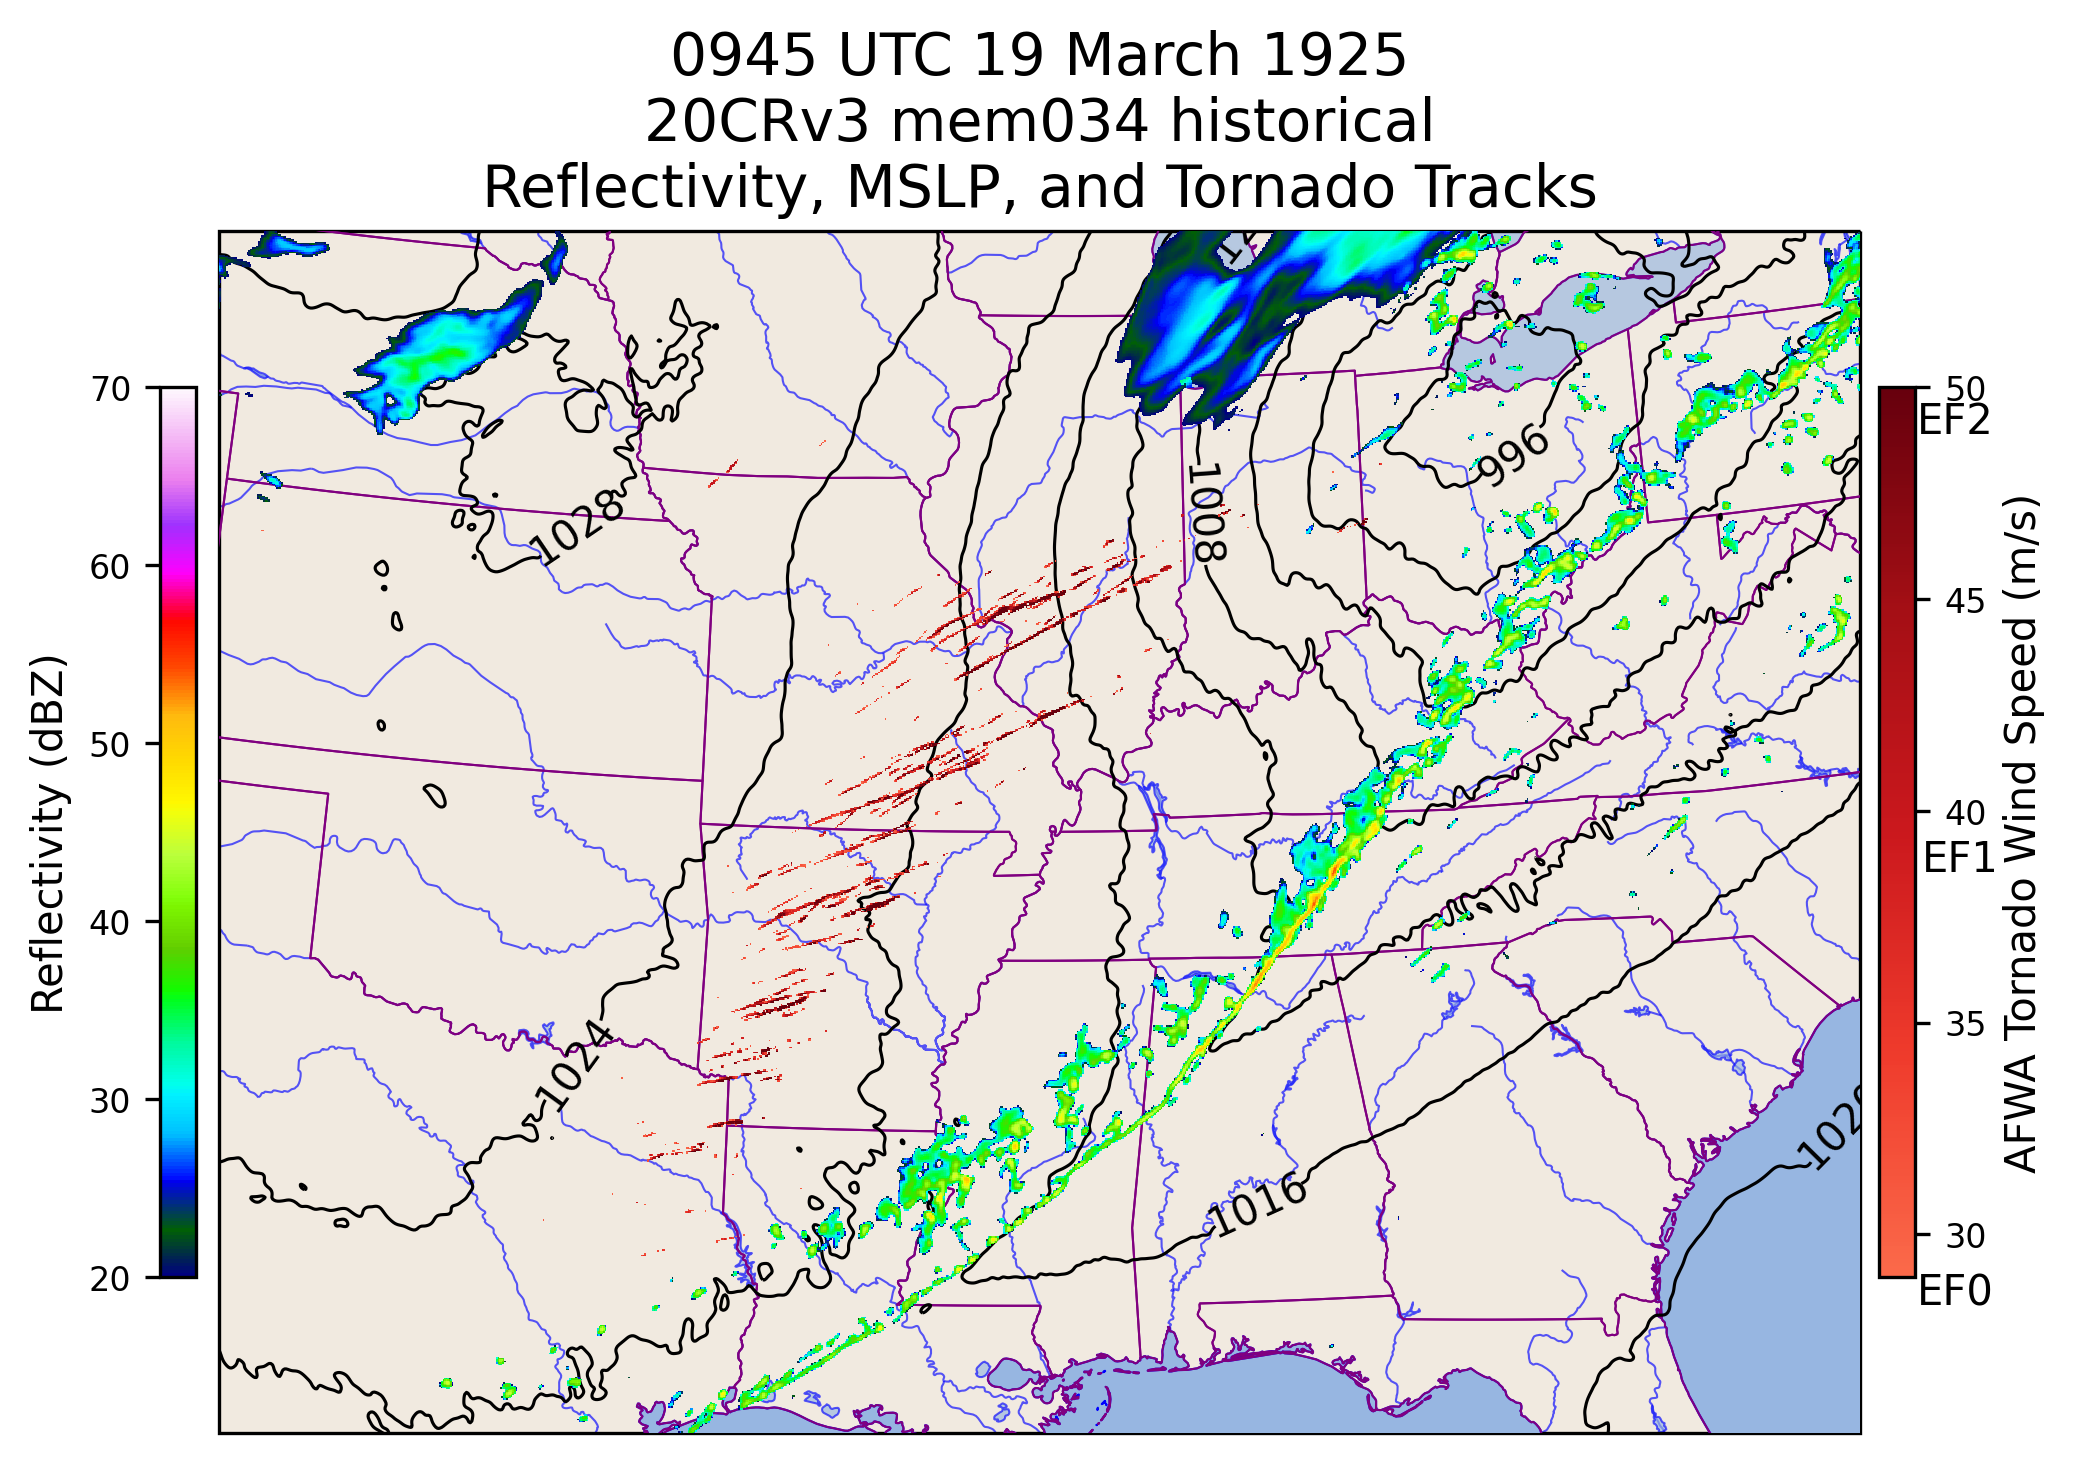 0945 UTC 19 March 1925
20CRv3 mem034 historical
Reflectivity, MSLP, and Tornado Tracks
Reflectivity (dBZ)
70
60
50
40
30
20
996
1008
1028
1024
1016
50
EF2
45
40
EF1
35
30
EF0
AFWA Tornado Wind Speed (m/s)